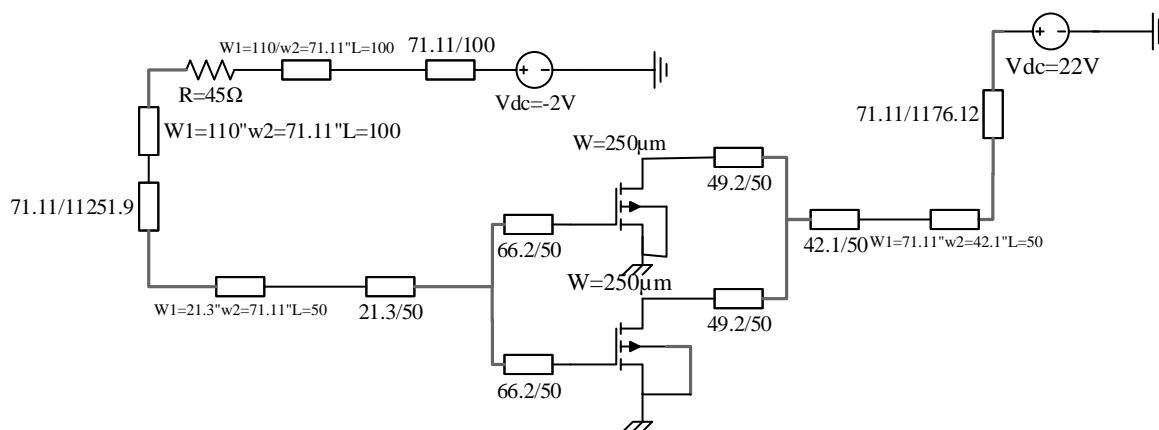 Vdc=22V
W1=110/w2=71.11"L=100
71.11/100
R=45Ω
Vdc=-2V
+ -
+ -
71.11/1176.12
W1=110"w2=71.11"L=100
W=250μm
49.2/50
71.11/11251.9
66.2/50
42.1/50
W1=71.11"w2=42.1"L=50
W=250μm
W1=21.3"w2=71.11"L=50
21.3/50
49.2/50
66.2/50